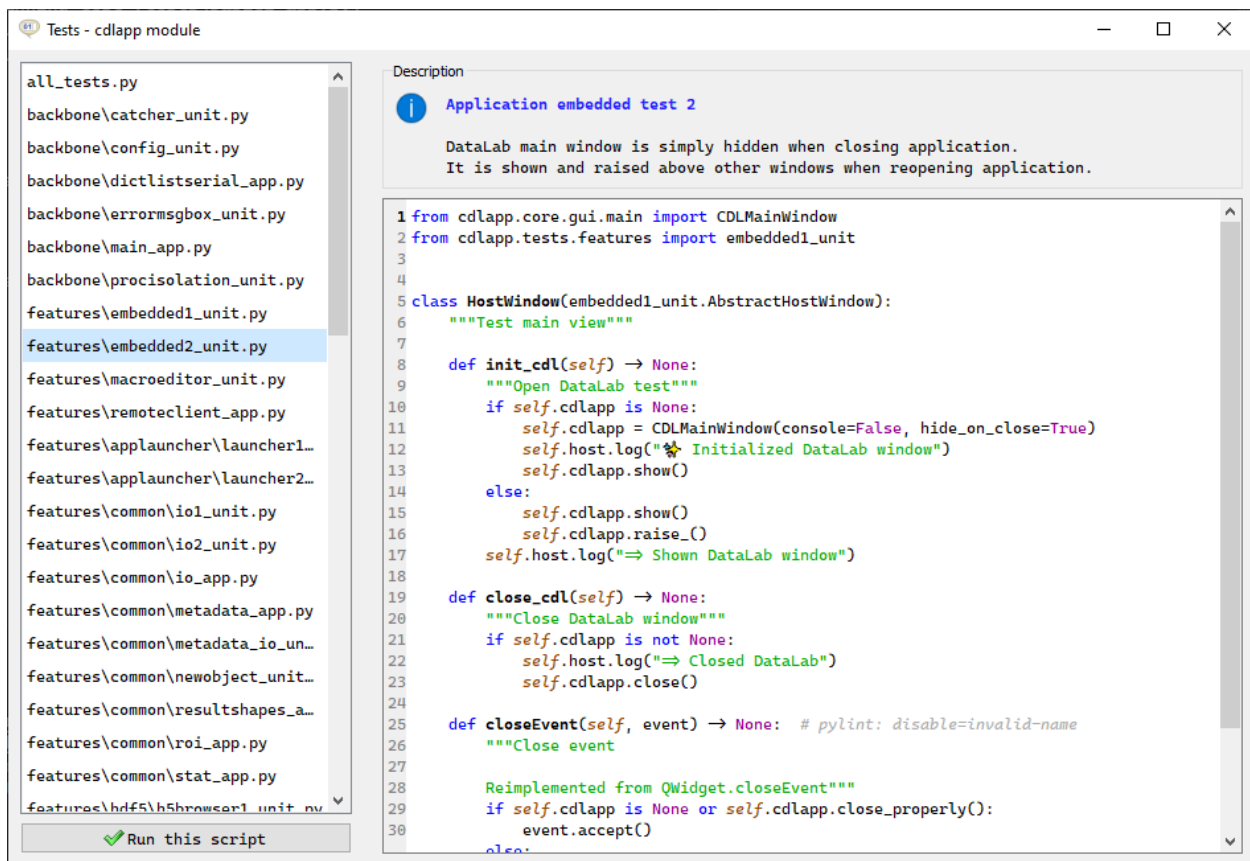 Tests - cdlapp module
all_tests.py
backbone\catcher_unit.py
backbone\config_unit.py
backbone\dictlistserial_app.py
backbone\errormsgbox_unit.py
backbone\main_app.py
backbone\procisolation_unit.py
features\embedded1_unit.py
features\embedded2_unit.py
features\macroeditor_unit.py
features\remoteclient_app.py
features\applauncher\launcher1…
features\applauncher\launcher2…
features\common\io1_unit.py
features\common\io2_unit.py
features\common\io_app.py
features\common\metadata_app.py
features\common\metadata_io_un…
features\common\newobject_unit…
features\common\resultshapes_a…
features\common\roi_app.py
features\common\stat_app.py
features\hdf5\h5browser1_unit.py
Run this script
Description
Application embedded test 2
DataLab main window is simply hidden when closing application.
It is shown and raised above other windows when reopening application.
1 from cdlapp.core.gui.main import CDLMainWindow
2 from cdlapp.tests.features import embedded1_unit
3
4
5 class HostWindow(embedded1_unit.AbstractHostWindow):
6     """Test main view"""
7
8     def init_cdl(self) → None:
9         """Open DataLab test"""
10         if self.cdlapp is None:
11             self.cdlapp = CDLMainWindow(console=False, hide_on_close=True)
12             self.host.log("✨ Initialized DataLab window")
13             self.cdlapp.show()
14         else:
15             self.cdlapp.show()
16             self.cdlapp.raise_()
17         self.host.log("⇒ Shown DataLab window")
18
19     def close_cdl(self) → None:
20         """Close DataLab window"""
21         if self.cdlapp is not None:
22             self.host.log("⇒ Closed DataLab")
23             self.cdlapp.close()
24
25     def closeEvent(self, event) → None:  # pylint: disable=invalid-name
26         """Close event
27
28         Reimplemented from QWidget.closeEvent"""
29         if self.cdlapp is None or self.cdlapp.close_properly():
30             event.accept()
else: